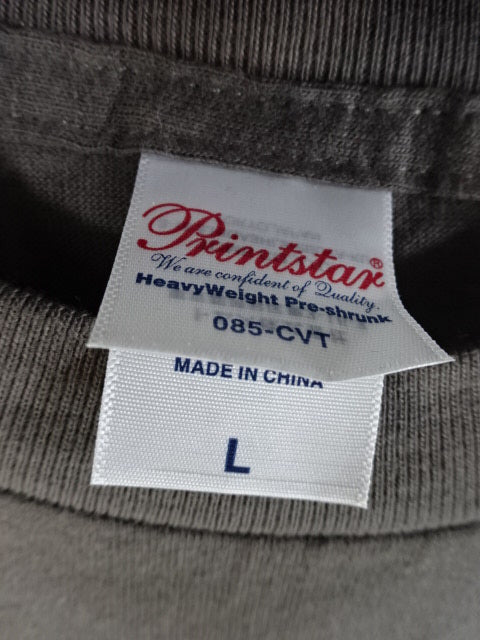 Printstar®
We are confident of Quality.
HeavyWeight Pre-shrunk
085-CVT
MADE IN CHINA
L